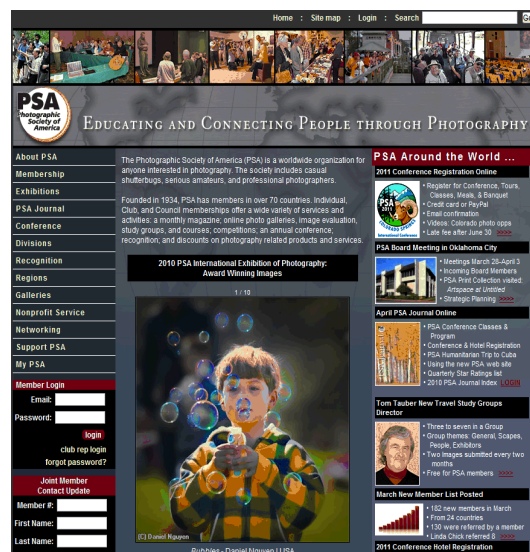 Home : Site map : Login : Search
PSA
Photographic
Society of
America
EDUCATING AND CONNECTING PEOPLE THROUGH PHOTOGRAPHY
About PSA
Membership
Exhibitions
PSA Journal
Conference
Divisions
Recognition
Regions
Galleries
Nonprofit Service
Networking
Support PSA
My PSA
Member Login
Email:
Password:
login
club rep login
forgot password?
Joint Member
Contact Update
Member #:
First Name:
Last Name:
The Photographic Society of America (PSA) is a worldwide organization for
anyone interested in photography. The society includes casual
shutterbugs, serious amateurs, and professional photographers.
Founded in 1934, PSA has members in over 70 countries. Individual,
Club, and Council memberships offer a wide variety of services and
activities: a monthly magazine; online photo galleries, image evaluation,
study groups, and courses; competitions; an annual conference;
recognition; and discounts on photography related products and services.
2010 PSA International Exhibition of Photography:
Award Winning Images
1 / 10
(C) Daniel Nguyen
Bubbles - Daniel Nguyen | USA
PSA Around the World ...
2011 Conference Registration Online
PSA
2011
COLORADO SPRINGS
International Conference
• Register for Conference, Tours,
Classes, Meals, & Banquet
• Credit card or PayPal
• Email confirmation
• Videos: Colorado photo opps
• Late fee after June 30 >>>>
PSA Board Meeting in Oklahoma City
• Meetings March 28-April 3
• Incoming Board Members
• PSA Print Collection visited:
Artspace at Untitled
• Strategic Planning >>>>
April PSA Journal Online
• PSA Conference Classes &
Program
• Conference & Hotel Registration
• PSA Humanitarian Trip to Cuba
• Using the new PSA web site
• Quarterly Star Ratings list
• 2010 PSA Journal Index LOGIN
Tom Tauber New Travel Study Groups
Director
• Three to seven in a Group
• Group themes: General, Scapes,
People, Exhibitors
• Two Images submitted every two
months
• Free for PSA members >>>>
March New Member List Posted
• 182 new members in March
• From 24 countries
• 130 were referred by a member
• Linda Chick referred 8 >>>>
2011 Conference Hotel Registration